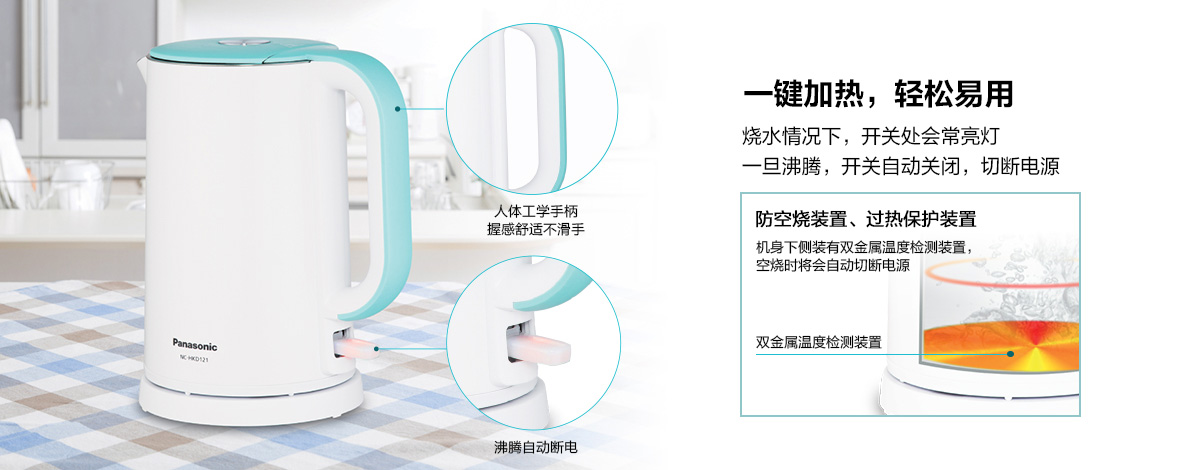 人体工学手柄
握感舒适不滑手
Panasonic
NC-HKD121
沸腾自动断电
一键加热，轻松易用
烧水情况下，开关处会常亮灯
一旦沸腾，开关自动关闭，切断电源
防空烧装置、过热保护装置
机身下侧装有双金属温度检测装置，
空烧时将会自动切断电源
双金属温度检测装置